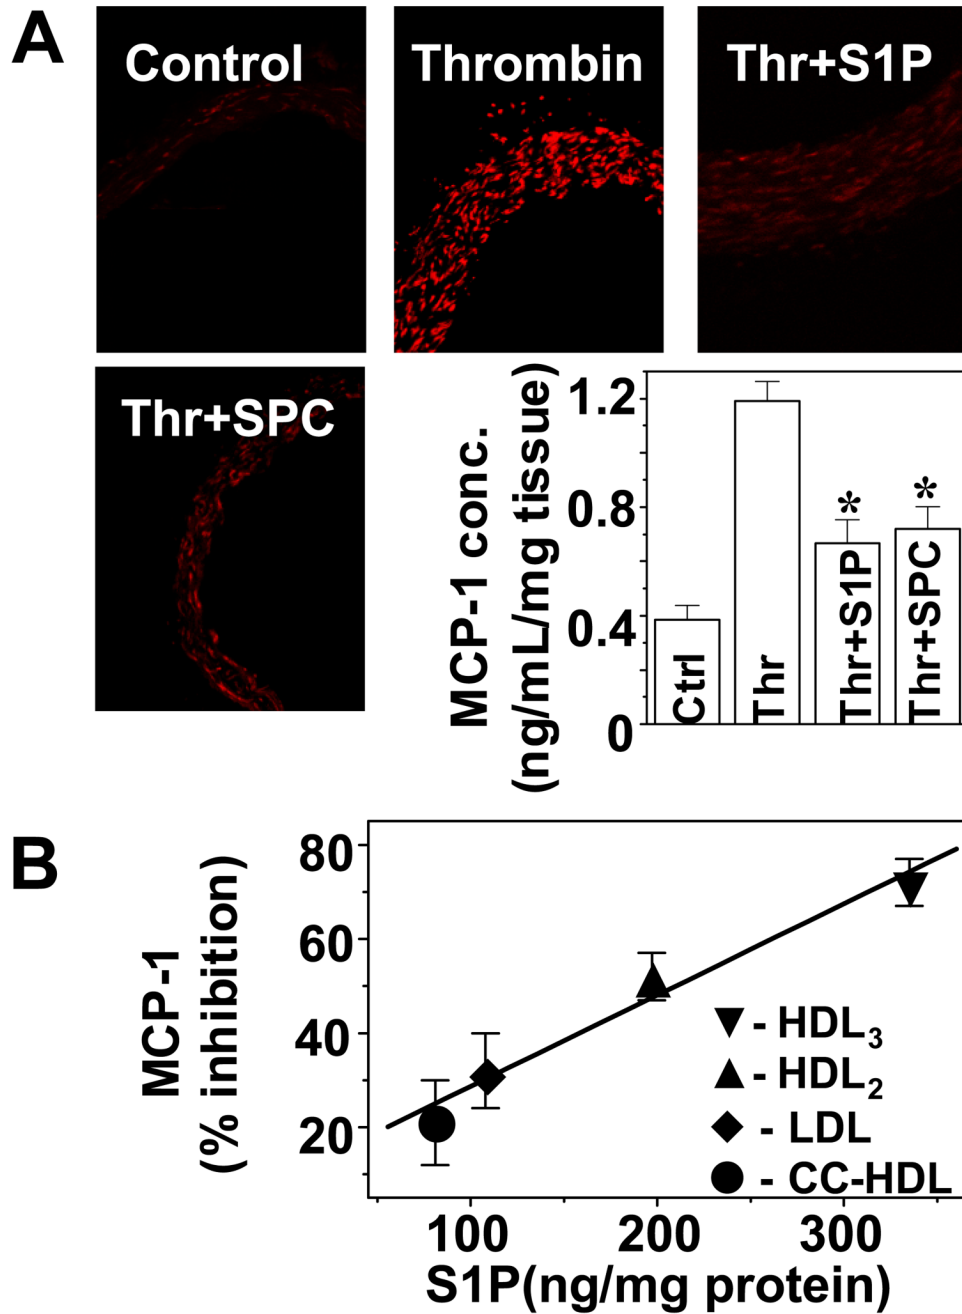 A
Control
Thrombin
Thr+S1P
Thr+SPC
MCP-1 conc.
(ng/mL/mg tissue)
1.2
0.8
0.4
0
*
*
Ctrl
Thr
Thr+S1P
Thr+SPC
B
MCP-1
(% inhibition)
80
60
40
20
▼ - HDL₃
▲ - HDL₂
◆ - LDL
● - CC-HDL
100
200
300
S1P(ng/mg protein)